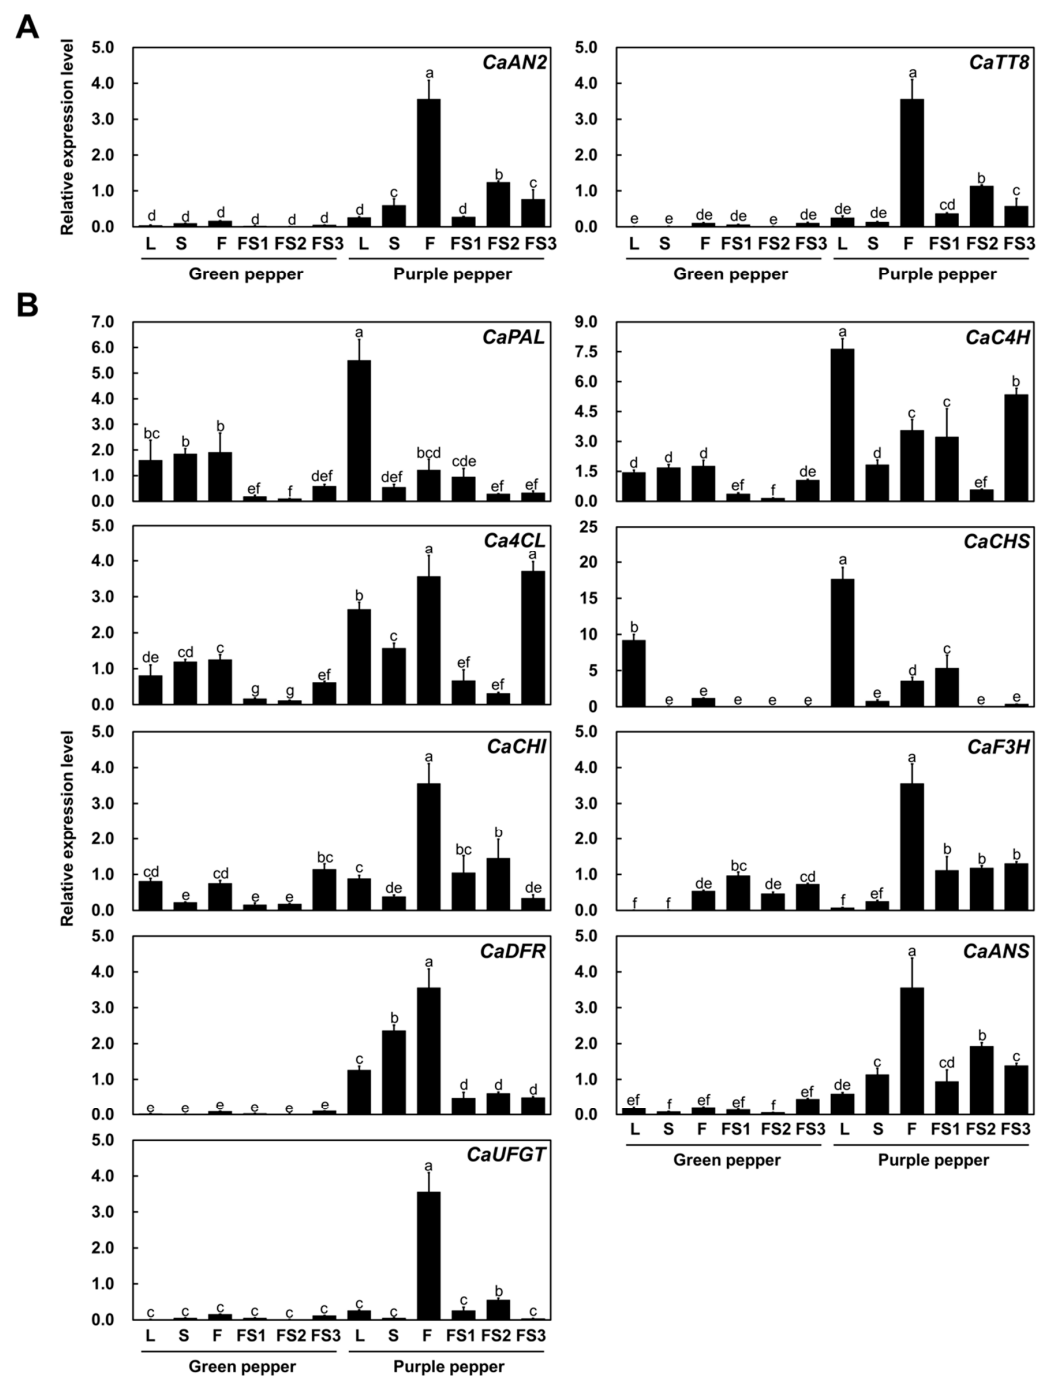 A
Relative expression level
5.0
4.0
3.0
2.0
1.0
0.0
CaAN2
d d d d d d d c a d b c
L S F FS1 FS2 FS3 L S F FS1 FS2 FS3
Green pepper Purple pepper
5.0
4.0
3.0
2.0
1.0
0.0
CaTT8
e e de de e de de de a cd b c
L S F FS1 FS2 FS3 L S F FS1 FS2 FS3
Green pepper Purple pepper
B
7.0
6.0
5.0
4.0
3.0
2.0
1.0
0.0
CaPAL
bc b b ef f def a def bcd cde ef ef
9.0
7.5
6.0
4.5
3.0
1.5
0.0
CaC4H
d d d ef f de a d c c ef b
5.0
4.0
3.0
2.0
1.0
0.0
Ca4CL
de cd c g g ef b c a ef ef a
25
20
15
10
5
0
CaCHS
b e e e e e a e d c e e
Relative expression level
5.0
4.0
3.0
2.0
1.0
0.0
CaCHI
cd e cd e e bc c de a bc b de
5.0
4.0
3.0
2.0
1.0
0.0
CaF3H
f f de bc de cd f ef a b b b
5.0
4.0
3.0
2.0
1.0
0.0
CaDFR
e e e e e e c b a d d d
5.0
4.0
3.0
2.0
1.0
0.0
CaANS
ef f ef ef f ef de c a cd b c
L S F FS1 FS2 FS3 L S F FS1 FS2 FS3
Green pepper Purple pepper
5.0
4.0
3.0
2.0
1.0
0.0
CaUFGT
c c c c c c c c a c b c
L S F FS1 FS2 FS3 L S F FS1 FS2 FS3
Green pepper Purple pepper